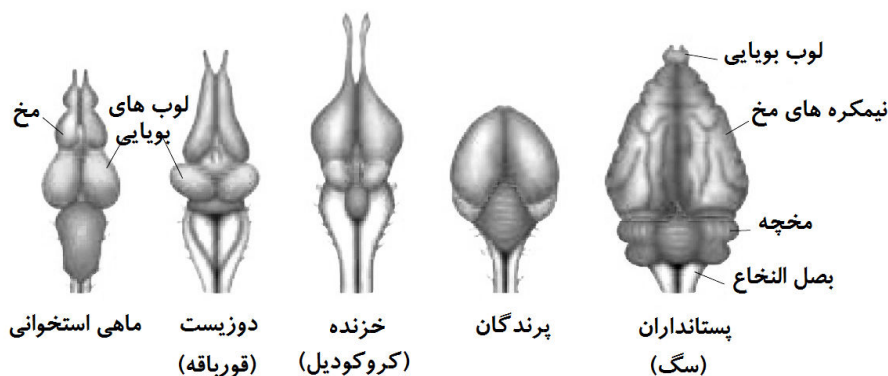 لوب بویایی
نیمکره های مخ
لوب های
بویایی
مخ
مخچه
بصل النخاع
ماهی استخوانی
دوزیست
(قورباقه)
خزنده
(کروکودیل)
پرندگان
پستانداران
(سگ)